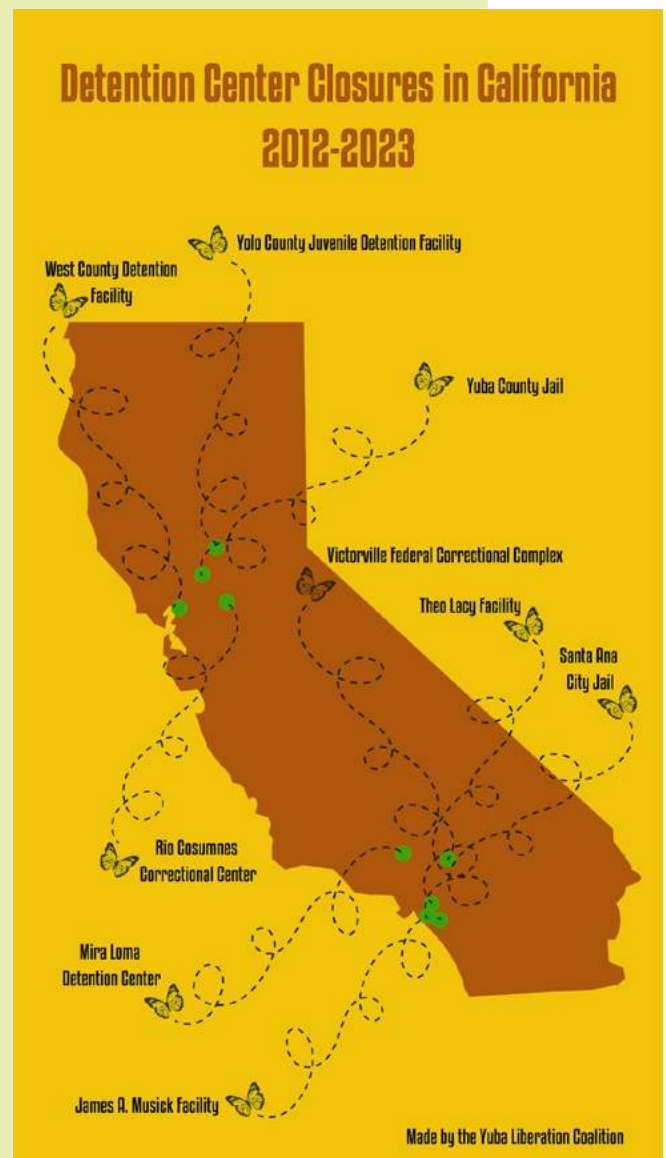 Detention Center Closures in California
2012-2023
Yolo County Juvenile Detention Facility
West County Detention
Facility
Yuba County Jail
Victorville Federal Correctional Complex
Theo Lacy Facility
Santa Ana
City Jail
Rio Cosumnes
Correctional Center
Mira Loma
Detention Center
James A. Musick Facility
Made by the Yuba Liberation Coalition